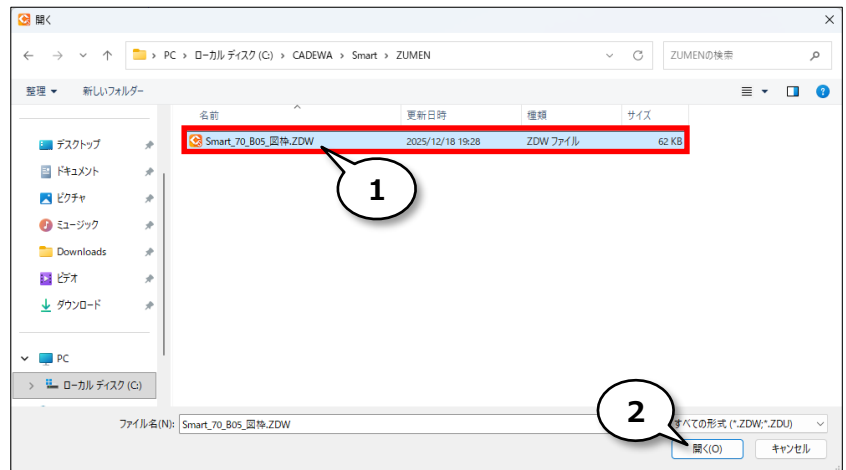 開く
PC › ローカル ディスク (C:) › CADEWA › Smart › ZUMEN
ZUMENの検索
整理 新しいフォルダー
名前 更新日時 種類 サイズ
Smart_70_B05_図枠.ZDW 2025/12/18 19:28 ZDW ファイル 62 KB
1
デスクトップ
ドキュメント
ピクチャ
ミュージック
Downloads
ビデオ
ダウンロード
PC
ローカル ディスク (C:)
2
ファイル名(N): Smart_70_B05_図枠.ZDW すべての形式 (*.ZDW;*.ZDU)
開く(O) キャンセル